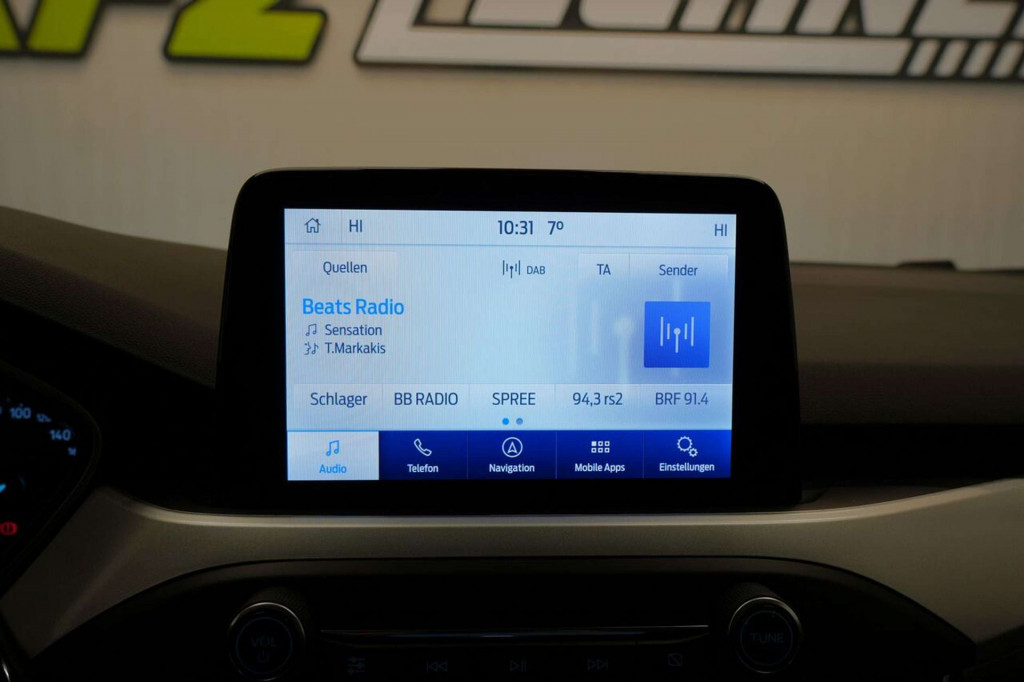 HI 10:31 7° HI
Quellen DAB TA Sender
Beats Radio
Sensation
T.Markakis
Schlager BB RADIO SPREE 94,3 rs2 BRF 91.4
Audio Telefon Navigation Mobile Apps Einstellungen
100
140
VOL TUNE